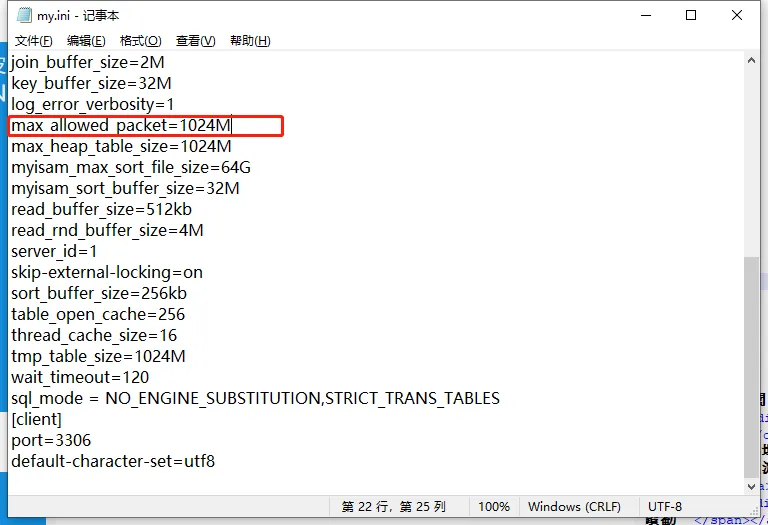 my.ini - 记事本
文件(F) 编辑(E) 格式(O) 查看(V) 帮助(H)
join_buffer_size=2M
key_buffer_size=32M
log_error_verbosity=1
max_allowed_packet=1024M
max_heap_table_size=1024M
myisam_max_sort_file_size=64G
myisam_sort_buffer_size=32M
read_buffer_size=512kb
read_rnd_buffer_size=4M
server_id=1
skip-external-locking=on
sort_buffer_size=256kb
table_open_cache=256
thread_cache_size=16
tmp_table_size=1024M
wait_timeout=120
sql_mode = NO_ENGINE_SUBSTITUTION,STRICT_TRANS_TABLES
[client]
port=3306
default-character-set=utf8
第 22 行，第 25 列 100% Windows (CRLF) UTF-8
</span></